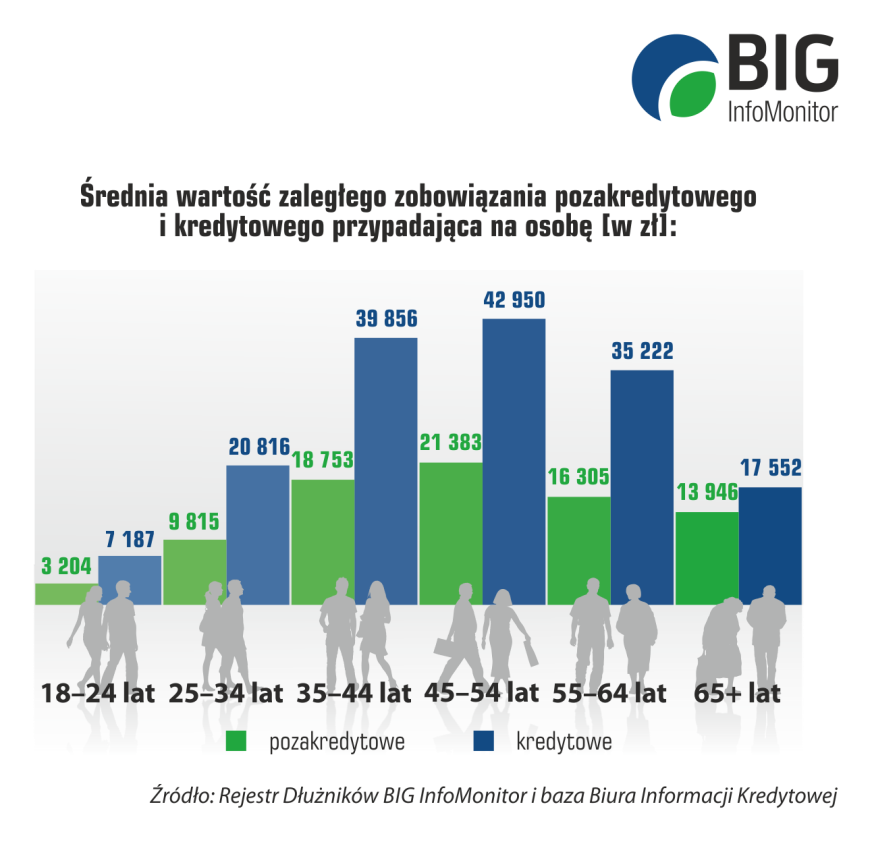 BIG
InfoMonitor
Średnia wartość zaległego zobowiązania pozakredytowego
i kredytowego przypadająca na osobę [w zł]:
3 204
7 187
9 815
20 816
18 753
39 856
21 383
42 950
16 305
35 222
13 946
17 552
18–24 lat
25–34 lat
35–44 lat
45–54 lat
55–64 lat
65+ lat
pozakredytowe
kredytowe
Źródło: Rejestr Dłużników BIG InfoMonitor i baza Biura Informacji Kredytowej